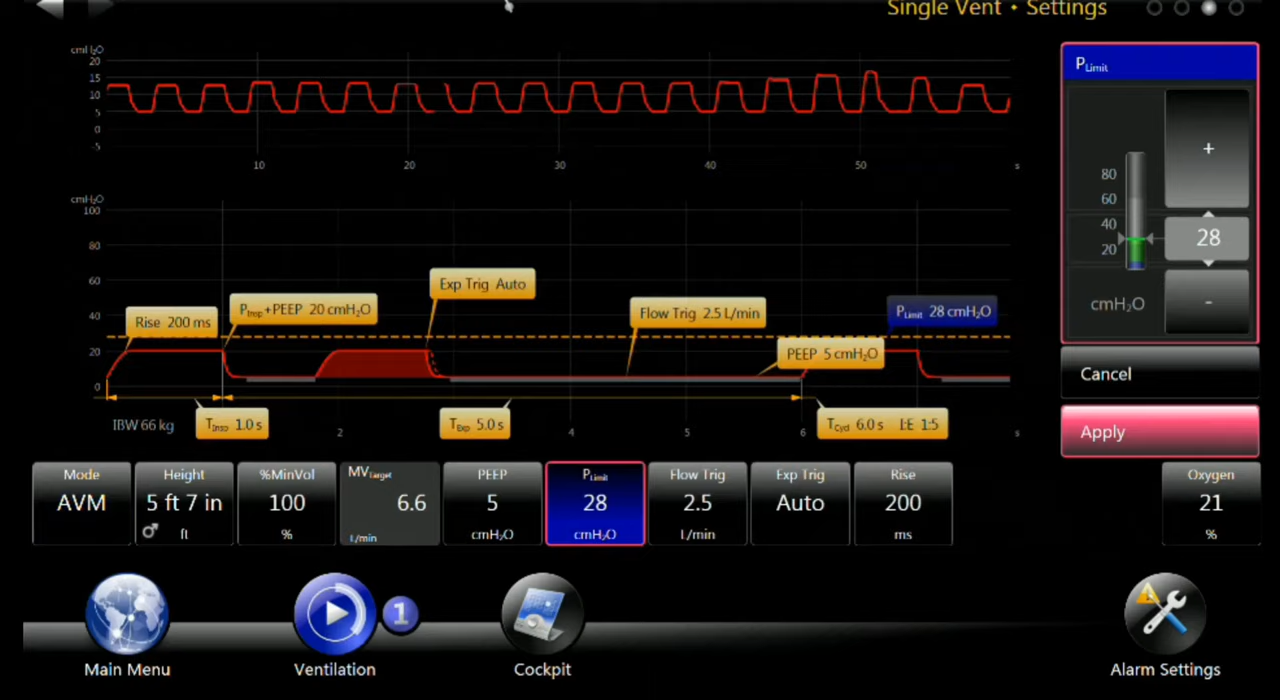 Single Vent • Settings
cmH2O
20
15
10
5
0
-5
10 20 30 40 50 s
cmH2O
100
80
60
40
20
0
Exp Trig Auto
Rise 200 ms
PInsp+PEEP 20 cmH2O
Flow Trig 2.5 L/min
PLimit 28 cmH2O
PEEP 5 cmH2O
IBW 66 kg
TInsp 1.0 s
TExp 5.0 s
TCycl 6.0 s I:E 1:5
2 4 5 6 s
PLimit
+
80
60
40
20
28
cmH2O
-
Cancel
Apply
Mode
AVM
Height
5 ft 7 in
ft
%MinVol
100
%
MVTarget
6.6
L/min
PEEP
5
cmH2O
PLimit
28
cmH2O
Flow Trig
2.5
L/min
Exp Trig
Auto
Rise
200
ms
Oxygen
21
%
Main Menu
Ventilation
1
Cockpit
Alarm Settings